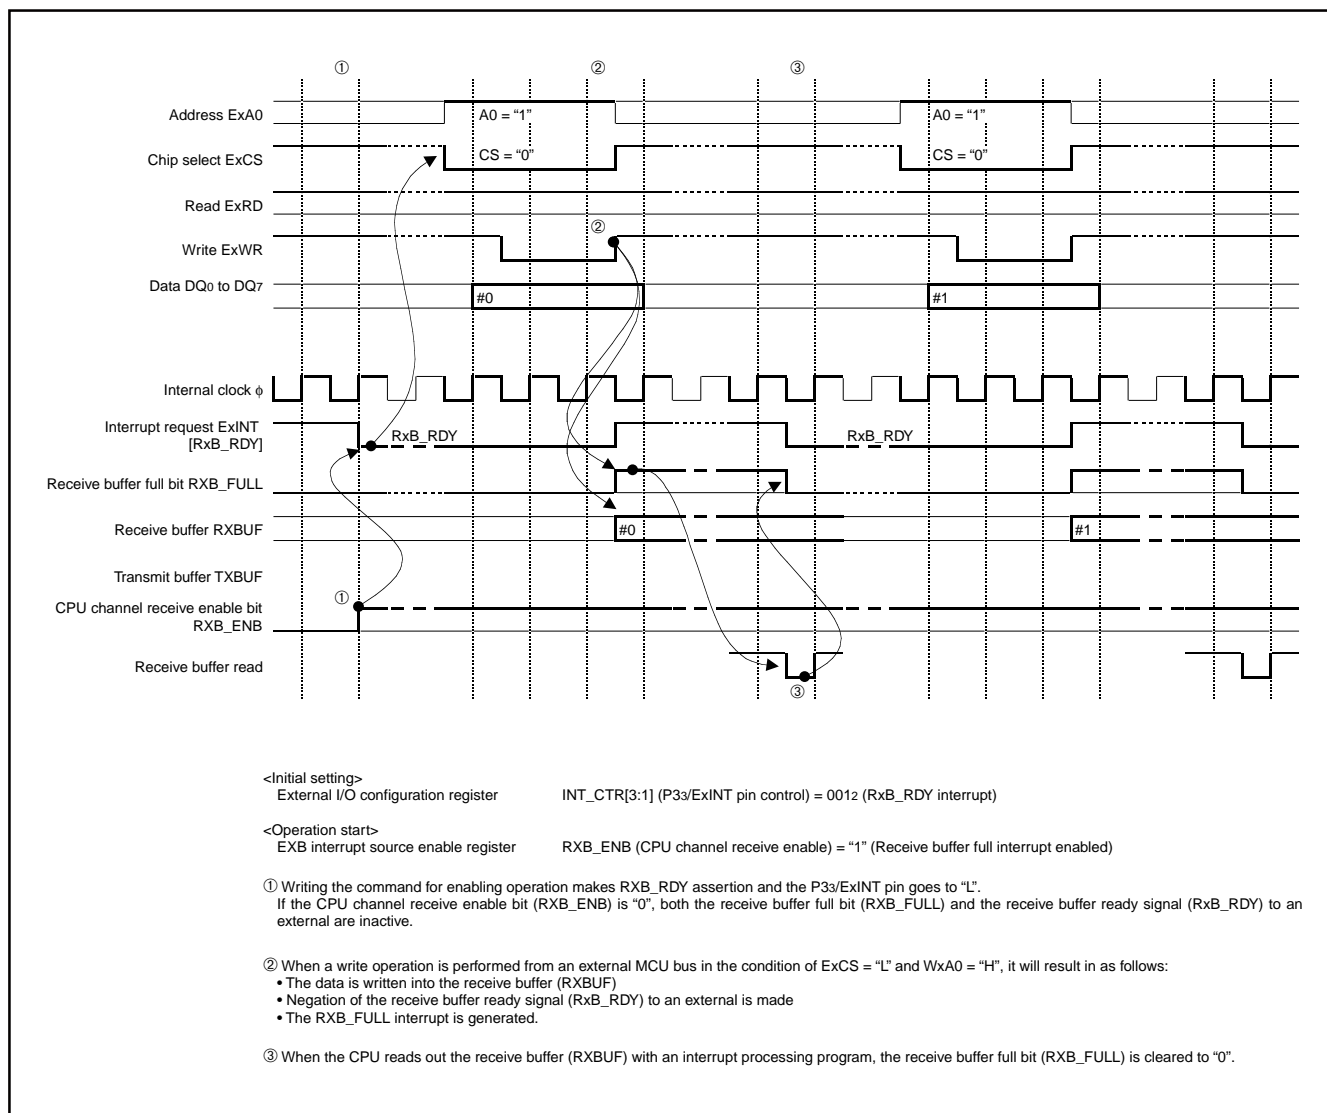 ① ② ③
Address ExA0
A0 = “1” A0 = “1”
Chip select ExCS
CS = “0” CS = “0”
Read ExRD
②
Write ExWR
Data DQ0 to DQ7
#0 #1
Internal clock ϕ
Interrupt request ExINT
[RxB_RDY]
RxB_RDY RxB_RDY
Receive buffer full bit RXB_FULL
Receive buffer RXBUF
#0 #1
Transmit buffer TXBUF
CPU channel receive enable bit
RXB_ENB
①
Receive buffer read
③
<Initial setting>
External I/O configuration register INT_CTR[3:1] (P33/ExINT pin control) = 0012 (RxB_RDY interrupt)
<Operation start>
EXB interrupt source enable register RXB_ENB (CPU channel receive enable) = “1” (Receive buffer full interrupt enabled)
① Writing the command for enabling operation makes RXB_RDY assertion and the P33/ExINT pin goes to “L”.
If the CPU channel receive enable bit (RXB_ENB) is “0”, both the receive buffer full bit (RXB_FULL) and the receive buffer ready signal (RxB_RDY) to an
external are inactive.
② When a write operation is performed from an external MCU bus in the condition of ExCS = “L” and WxA0 = “H”, it will result in as follows:
• The data is written into the receive buffer (RXBUF)
• Negation of the receive buffer ready signal (RxB_RDY) to an external is made
• The RXB_FULL interrupt is generated.
③ When the CPU reads out the receive buffer (RXBUF) with an interrupt processing program, the receive buffer full bit (RXB_FULL) is cleared to “0”.